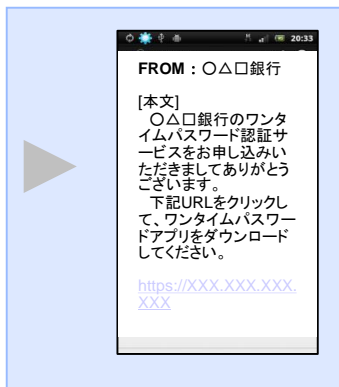 20:33
FROM：〇△□銀行
[本文]
　〇△□銀行のワンタ
イムパスワード認証サ
ービスをお申し込みい
ただきましてありがとう
ございます。
　下記URLをクリックし
て、ワンタイムパスワー
ドアプリをダウンロード
してください。
https://XXX.XXX.XXX.
XXX